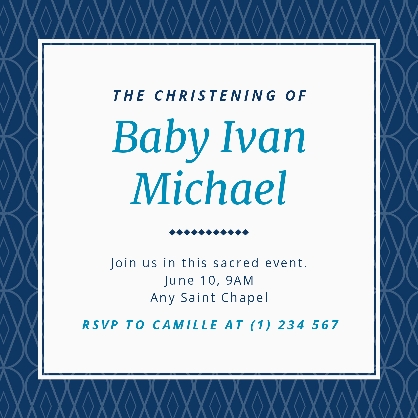 THE CHRISTENING OF
Baby Ivan
Michael
Join us in this sacred event.
June 10, 9AM
Any Saint Chapel
RSVP TO CAMILLE AT (1) 234 567